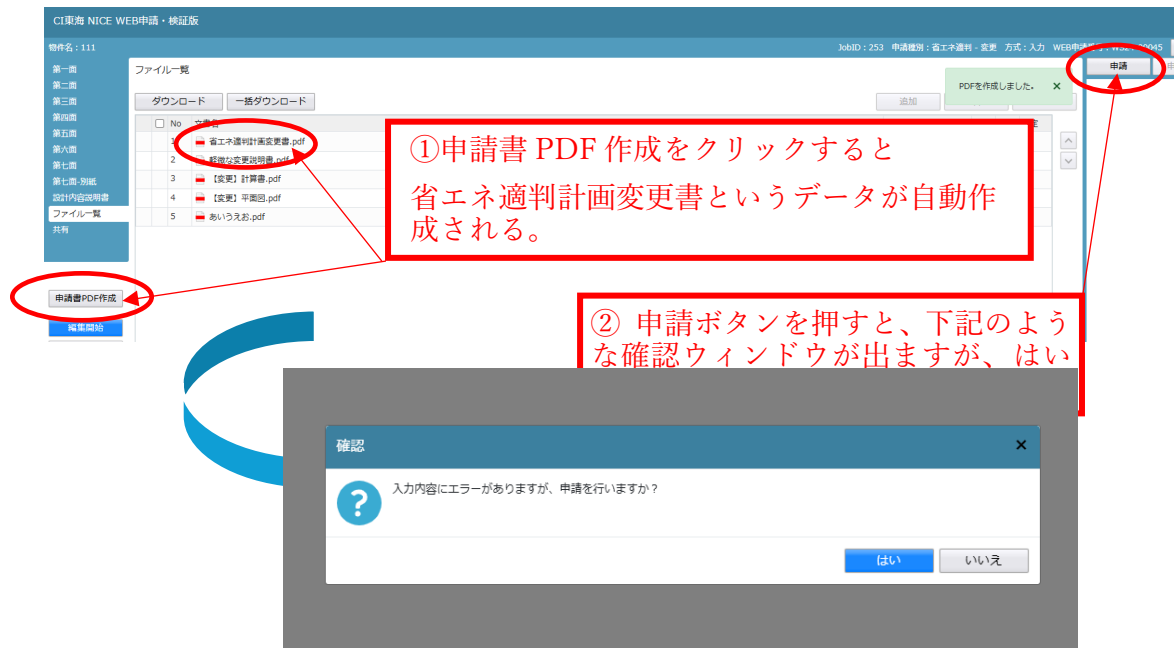 CI東海 NICE WEB申請・検証版
物件名：111
JobID：253 申請種別：省エネ適判 - 変更 方式：入力 WEB申
第一面
第二面
第三面
第四面
第五面
第六面
第七面
第七面-別紙
設計内容説明書
ファイル一覧
共有
申請書PDF作成
編集開始
ファイル一覧
ダウンロード
一括ダウンロード
追加
PDFを作成しました。 ×
申請
No
1 省エネ適判計画変更書.pdf
2 軽微な変更説明書.pdf
3 【変更】計算書.pdf
4 【変更】平面図.pdf
5 あいうえお.pdf
①申請書 PDF 作成をクリックすると
省エネ適判計画変更書というデータが自動作
成される。
② 申請ボタンを押すと、下記のよう
な確認ウィンドウが出ますが、はい
確認 ×
?
入力内容にエラーがありますが、申請を行いますか？
はい
いいえ